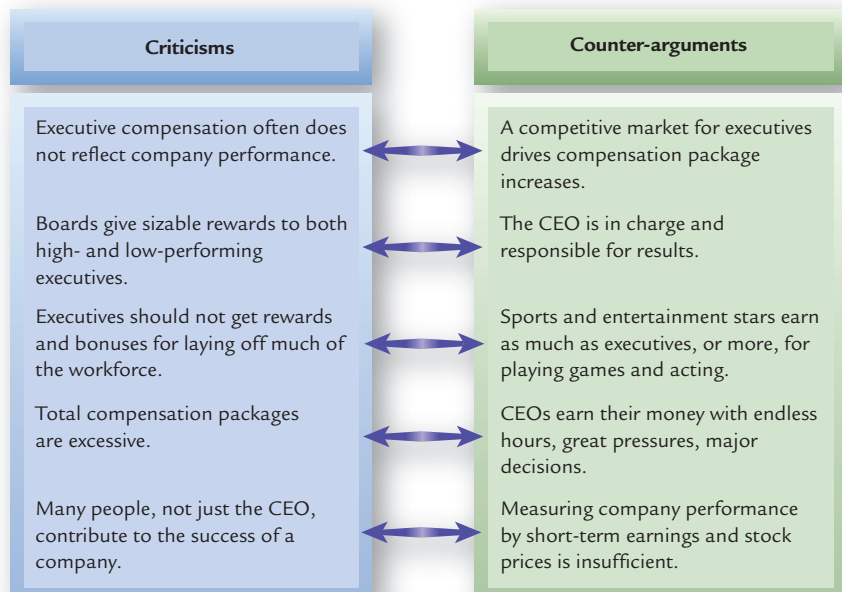 Criticisms
Counter-arguments
Executive compensation often does
not reflect company performance.
A competitive market for executives
drives compensation package
increases.
Boards give sizable rewards to both
high- and low-performing
executives.
The CEO is in charge and
responsible for results.
Executives should not get rewards
and bonuses for laying off much of
the workforce.
Sports and entertainment stars earn
as much as executives, or more, for
playing games and acting.
Total compensation packages
are excessive.
CEOs earn their money with endless
hours, great pressures, major
decisions.
Many people, not just the CEO,
contribute to the success of a
company.
Measuring company performance
by short-term earnings and stock
prices is insufficient.